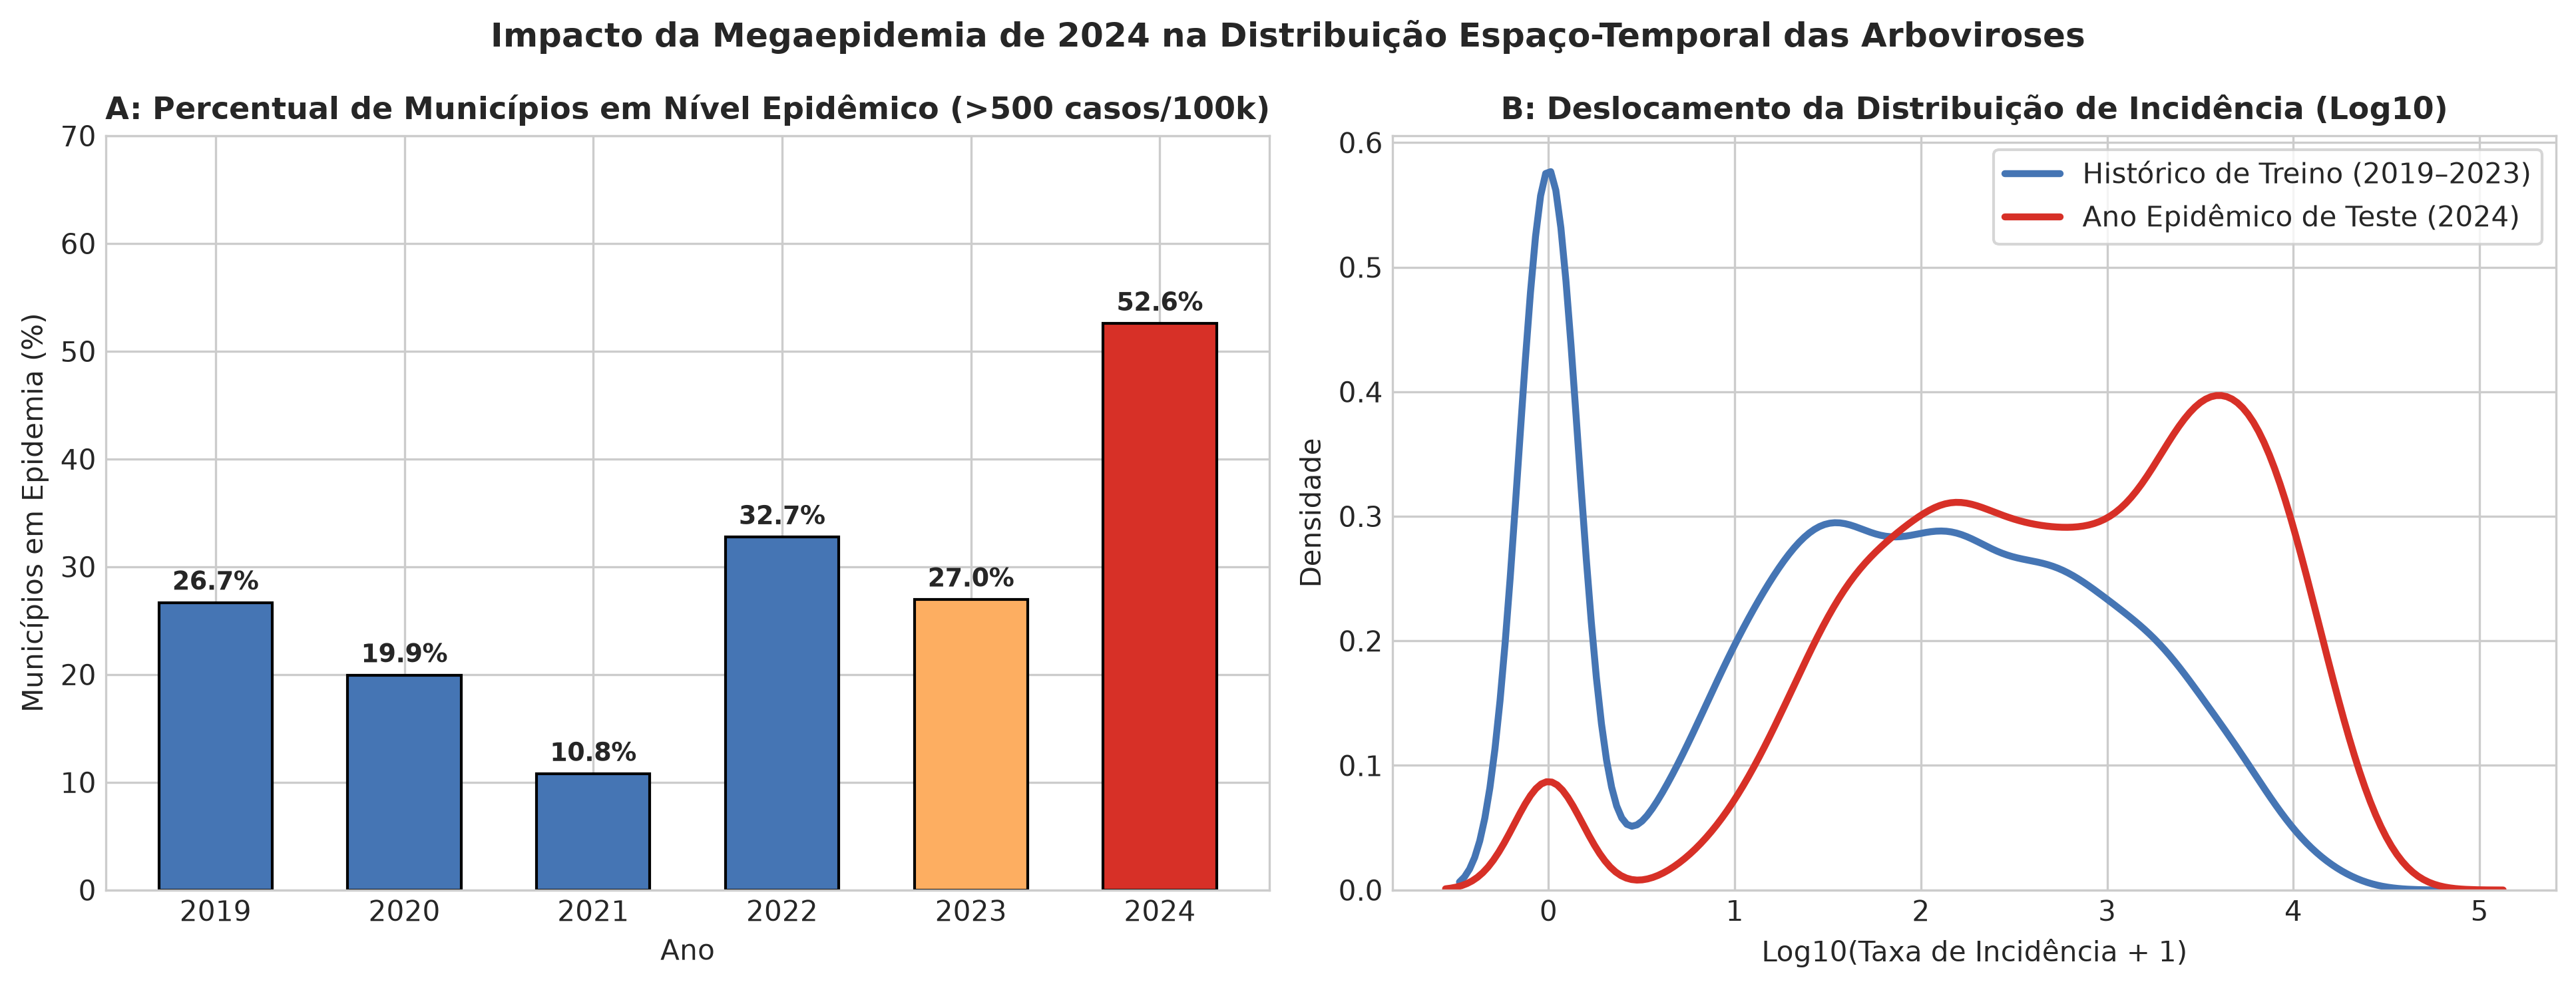 Impacto da Megaepidemia de 2024 na Distribuição Espaço-Temporal das Arboviroses
A: Percentual de Municípios em Nível Epidêmico (>500 casos/100k)
Municípios em Epidemia (%)
70
60
50
40
30
20
10
0
26.7%
19.9%
10.8%
32.7%
27.0%
52.6%
2019 2020 2021 2022 2023 2024
Ano
B: Deslocamento da Distribuição de Incidência (Log10)
Densidade
0.6
0.5
0.4
0.3
0.2
0.1
0.0
Histórico de Treino (2019–2023)
Ano Epidêmico de Teste (2024)
0 1 2 3 4 5
Log10(Taxa de Incidência + 1)